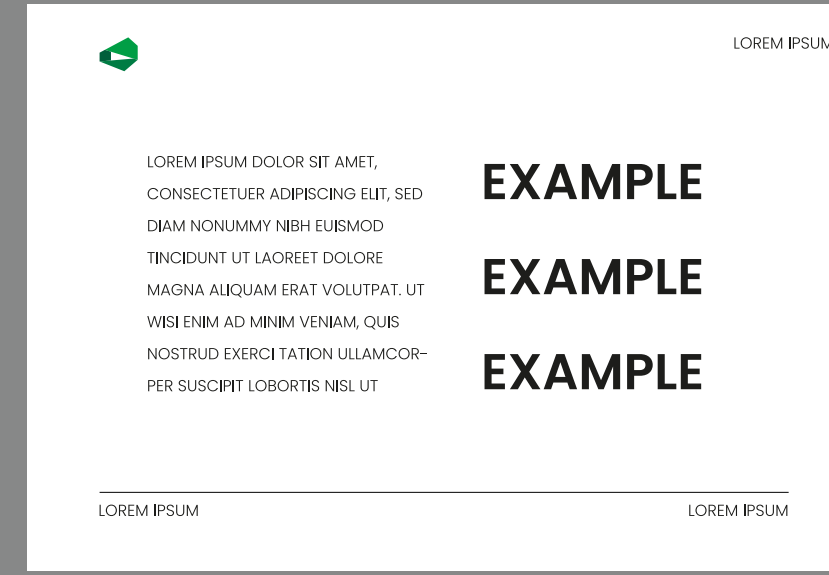 LOREM IPSUM
LOREM IPSUM DOLOR SIT AMET,
CONSECTETUER ADIPISCING ELIT, SED
DIAM NONUMMY NIBH EUISMOD
TINCIDUNT UT LAOREET DOLORE
MAGNA ALIQUAM ERAT VOLUTPAT. UT
WISI ENIM AD MINIM VENIAM, QUIS
NOSTRUD EXERCI TATION ULLAMCOR-
PER SUSCIPIT LOBORTIS NISL UT
EXAMPLE
EXAMPLE
EXAMPLE
LOREM IPSUM
LOREM IPSUM